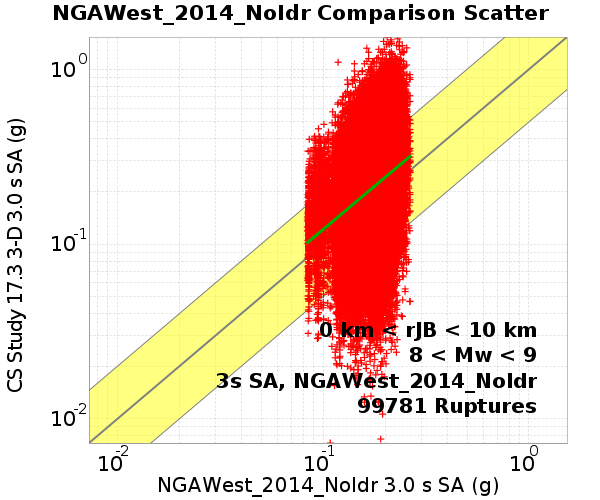 NGAWest_2014_NoIdr Comparison Scatter
CS Study 17.3 3-D 3.0 s SA (g)
10^0
10^-1
10^-2
0 km < rJB < 10 km
8 < Mw < 9
3s SA, NGAWest_2014_NoIdr
99781 Ruptures
10^-2 10^-1 10^0
NGAWest_2014_NoIdr 3.0 s SA (g)